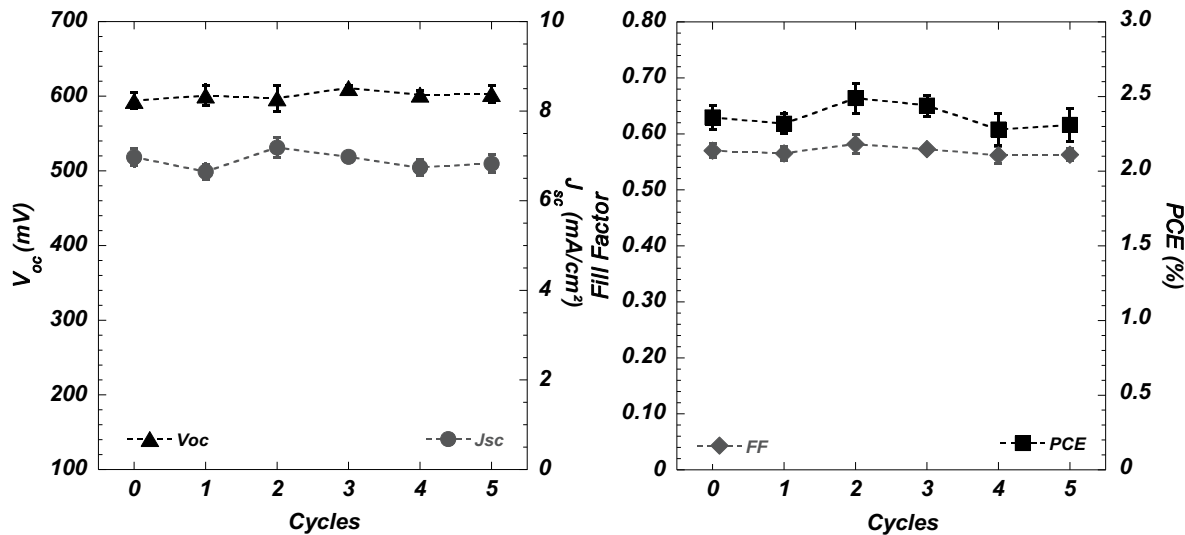 700
600
500
400
300
200
100
V_oc (mV)
0 1 2 3 4 5
Cycles
Voc
Jsc
10
8
6
4
2
0
J_sc (mA/cm²)
0.80
0.70
0.60
0.50
0.40
0.30
0.20
0.10
0
Fill Factor
0 1 2 3 4 5
Cycles
FF
PCE
3.0
2.5
2.0
1.5
1.0
0.5
0
PCE (%)